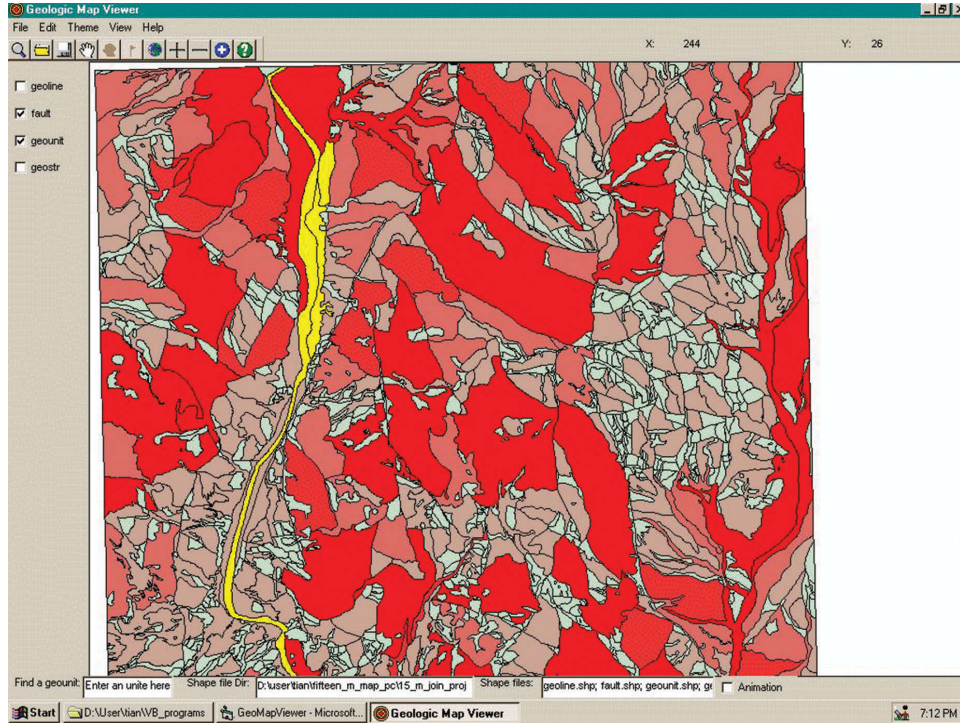 Geologic Map Viewer
File Edit Theme View Help
X: 244 Y: 26
geoline
fault
geounit
geostr
Find a geounit: Enter an unite here Shape file Dir: D:\user\tian\fifteen_m_map_pc\15_m_join_proj Shape files: geoline.shp; fault.shp; geounit.shp; ge Animation
Start D:\User\tian\VB_programs GeoMapViewer - Microsoft... Geologic Map Viewer 7:12 PM